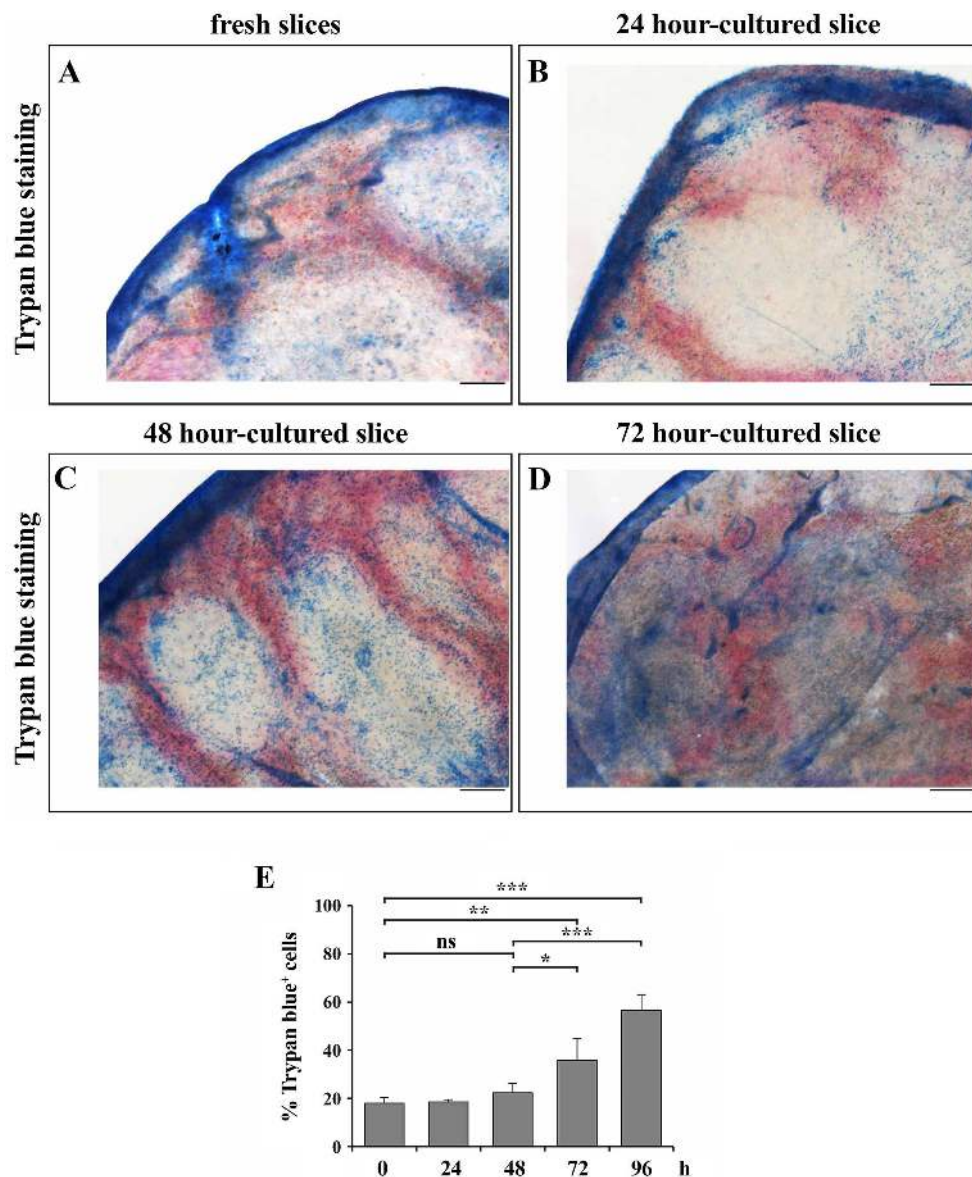 fresh slices
24 hour-cultured slice
A
B
Trypan blue staining
48 hour-cultured slice
72 hour-cultured slice
C
D
Trypan blue staining
E
% Trypan blue⁺ cells
100
80
60
40
20
0
***
**
ns
***
*
0 24 48 72 96 h